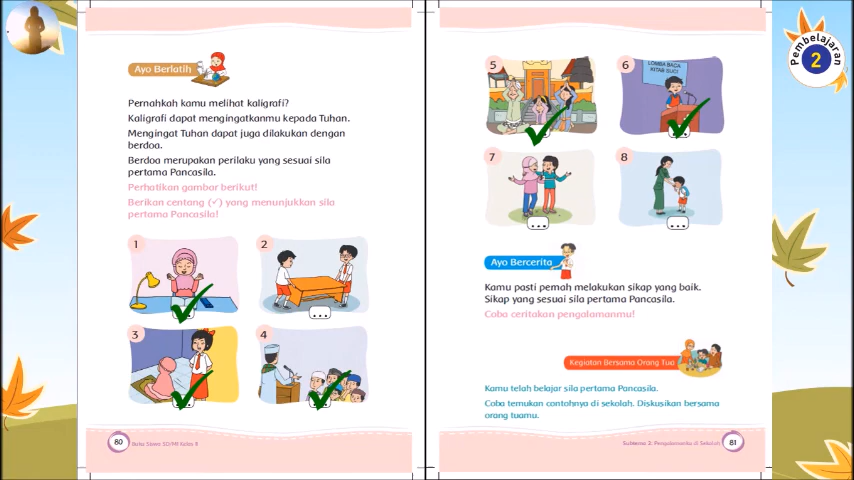 Ayo Berlatih
Pernahkah kamu melihat kaligrafi?
Kaligrafi dapat mengingatkanmu kepada Tuhan.
Mengingat Tuhan dapat juga dilakukan dengan
berdoa.
Berdoa merupakan perilaku yang sesuai sila
pertama Pancasila.
Perhatikan gambar berikut!
Berikan centang (✓) yang menunjukkan sila
pertama Pancasila!
1
2
...
3
4
80
Buku Siswa SD/MI Kelas II
5
6
LOMBA BACA
KITAB SUCI
7
8
...
...
Ayo Bercerita
Kamu pasti pernah melakukan sikap yang baik.
Sikap yang sesuai sila pertama Pancasila.
Coba ceritakan pengalamanmu!
Kegiatan Bersama Orang Tua
Kamu telah belajar sila pertama Pancasila.
Coba temukan contohnya di sekolah. Diskusikan bersama
orang tuamu.
Subtema 2: Pengalamanku di Sekolah
81
Pembelajaran
2